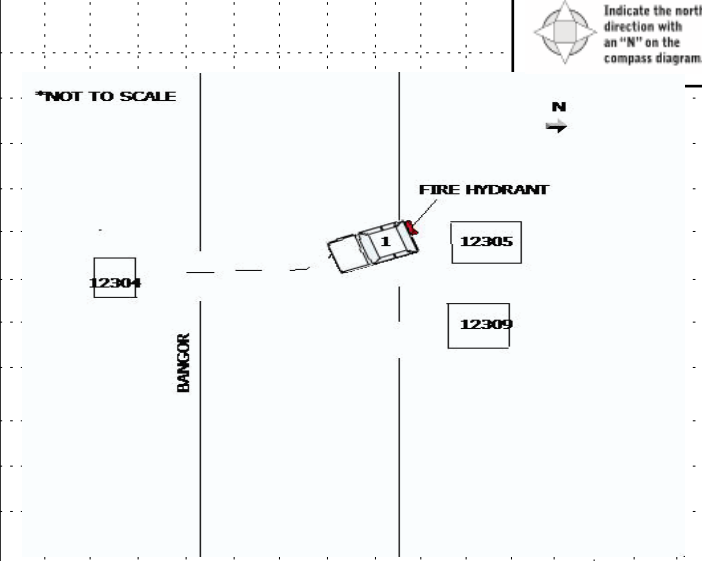 Indicate the north
direction with
an "N" on the
compass diagram.
*NOT TO SCALE
N
FIRE HYDRANT
1
12305
12304
12309
BANGOR